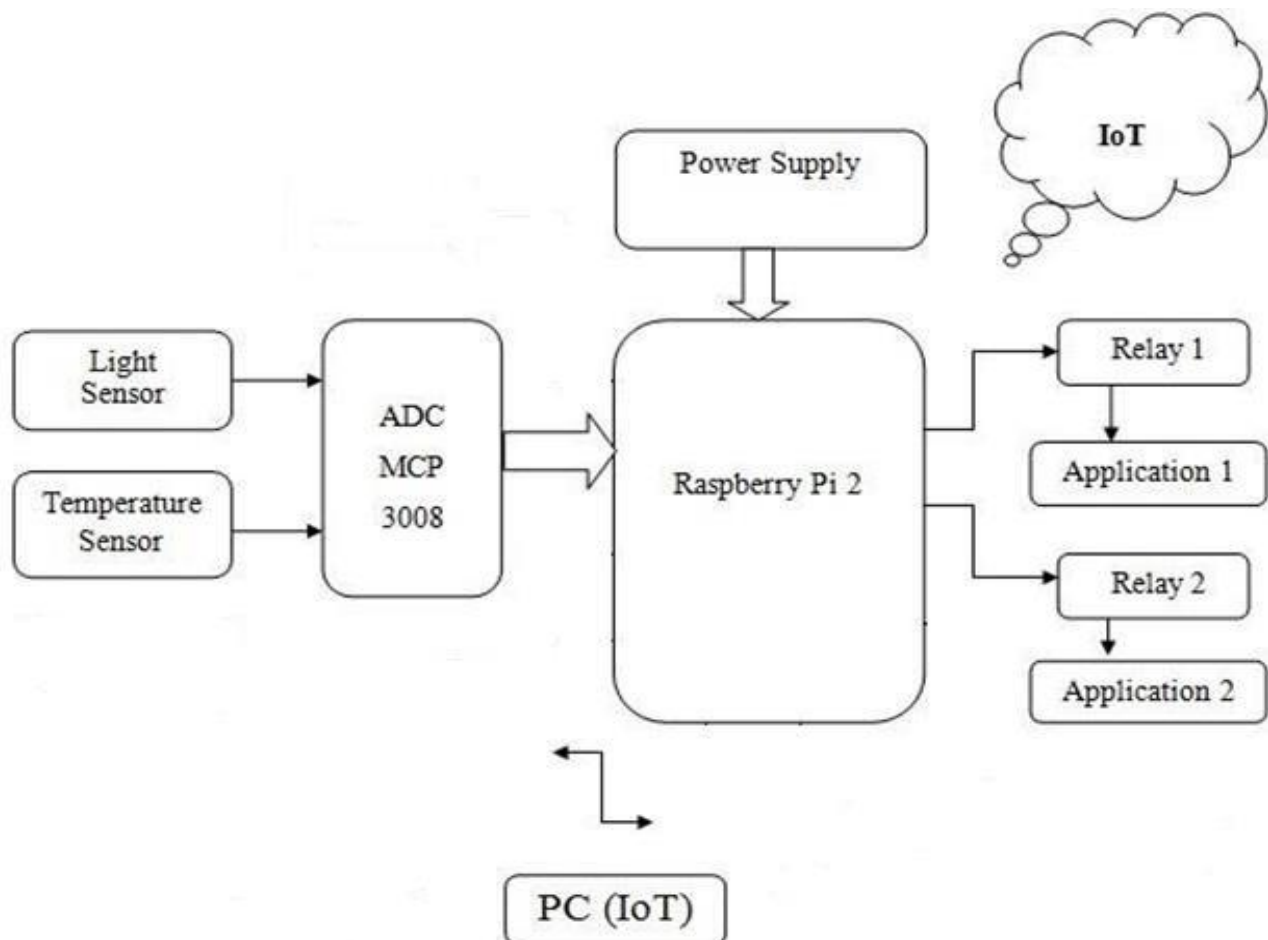 IoT
Power Supply
Light
Sensor
Temperature
Sensor
ADC
MCP
3008
Raspberry Pi 2
Relay 1
Application 1
Relay 2
Application 2
PC (IoT)